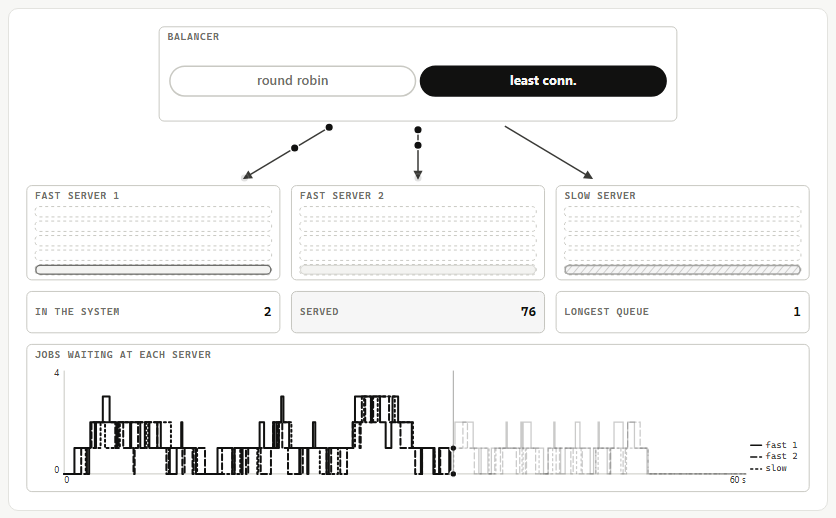 BALANCER
round robin
least conn.
FAST SERVER 1
FAST SERVER 2
SLOW SERVER
IN THE SYSTEM
2
SERVED
76
LONGEST QUEUE
1
JOBS WAITING AT EACH SERVER
4
0
0
60 s
fast 1
fast 2
slow